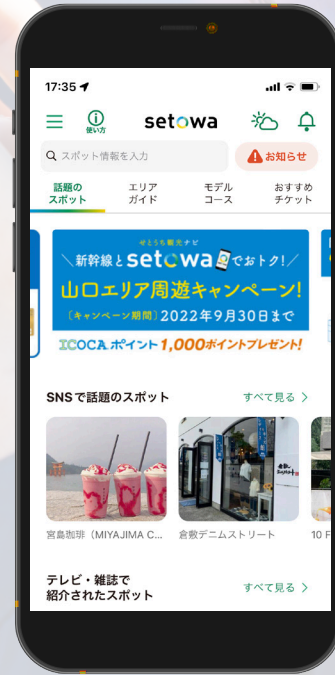 17:35
使い方
setowa
スポット情報を入力
お知らせ
話題の
スポット
エリア
ガイド
モデル
コース
おすすめ
チケット
せとうち観光ナビ
新幹線とsetowaでおトク!
山口エリア周遊キャンペーン!
[キャンペーン期間] 2022年9月30日まで
ICOCAポイント1,000ポイントプレゼント!
SNSで話題のスポット
すべて見る
宮島珈琲（MIYAJIMA C...
倉敷デニムストリート
10 F
テレビ・雑誌で
紹介されたスポット
すべて見る